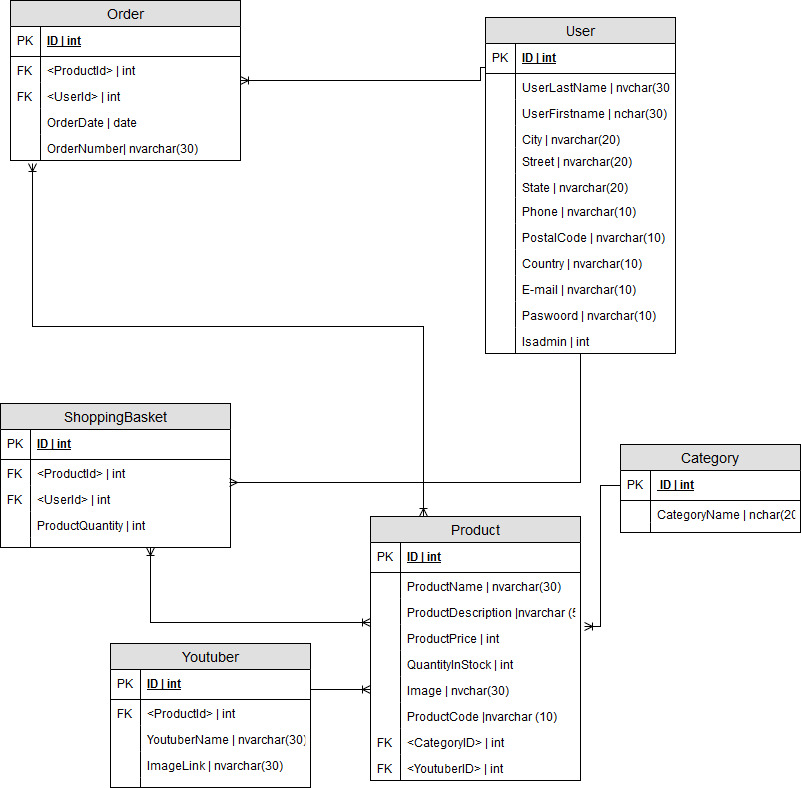 Order
PK ID | int
FK <ProductId> | int
FK <UserId> | int
OrderDate | date
OrderNumber| nvarchar(30)
User
PK ID | int
UserLastName | nvchar(30
UserFirstname | nchar(30)
City | nvarchar(20)
Street | nvarchar(20)
State | nvarchar(20)
Phone | nvarchar(10)
PostalCode | nvarchar(10)
Country | nvarchar(10)
E-mail | nvarchar(10)
Paswoord | nvarchar(10)
Isadmin | int
ShoppingBasket
PK ID | int
FK <ProductId> | int
FK <UserId> | int
ProductQuantity | int
Category
PK ID | int
CategoryName | nchar(20
Product
PK ID | int
ProductName | nvarchar(30)
ProductDescription |nvarchar (5
ProductPrice | int
QuantityInStock | int
Image | nvchar(30)
ProductCode |nvarchar (10)
FK <CategoryID> | int
FK <YoutuberID> | int
Youtuber
PK ID | int
FK <ProductId> | int
YoutuberName | nvarchar(30)
ImageLink | nvarchar(30)